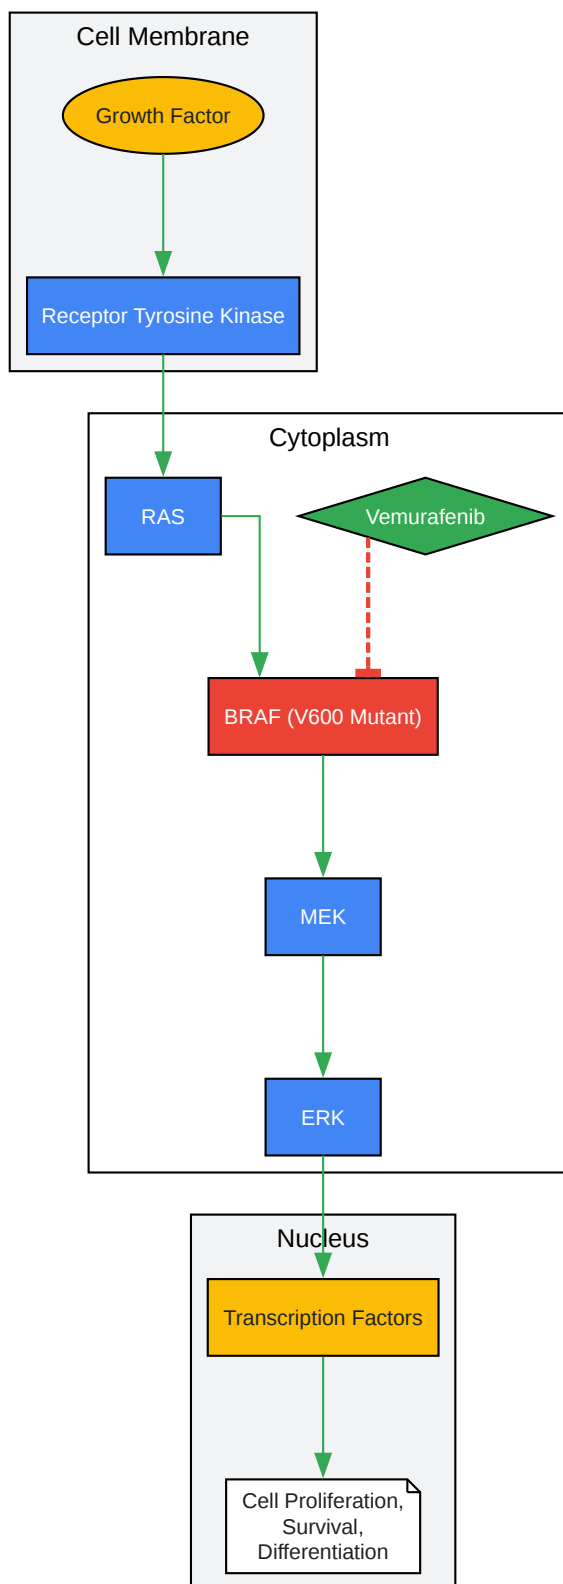 Cell Membrane
Growth Factor
Receptor Tyrosine Kinase
Cytoplasm
RAS
Vemurafenib
BRAF (V600 Mutant)
MEK
ERK
Nucleus
Transcription Factors
Cell Proliferation,
Survival,
Differentiation